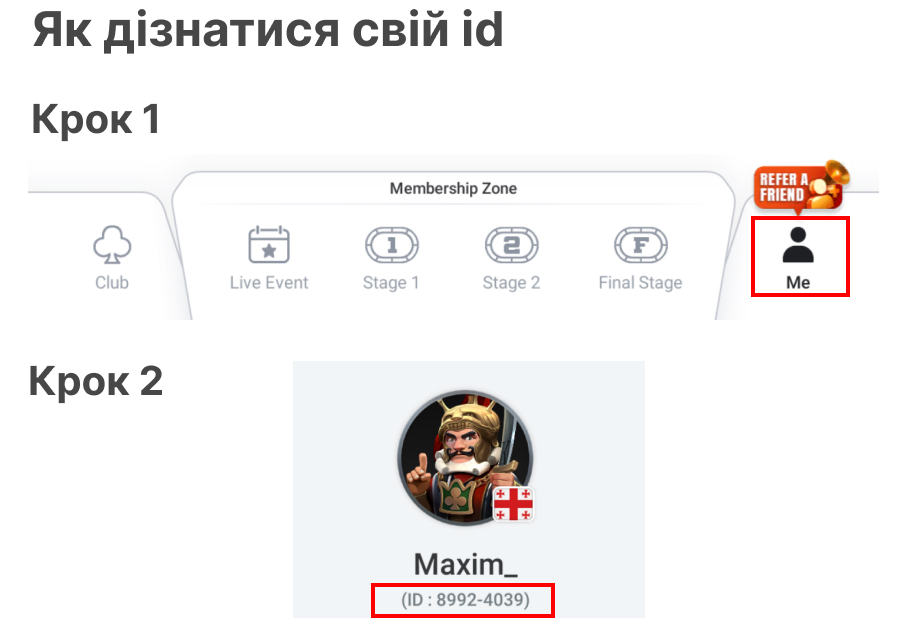 Як дізнатися свій id
Крок 1
Membership Zone
REFER A
FRIEND
Club
Live Event
1
Stage 1
2
Stage 2
F
Final Stage
Me
Крок 2
Maxim_
(ID : 8992-4039)